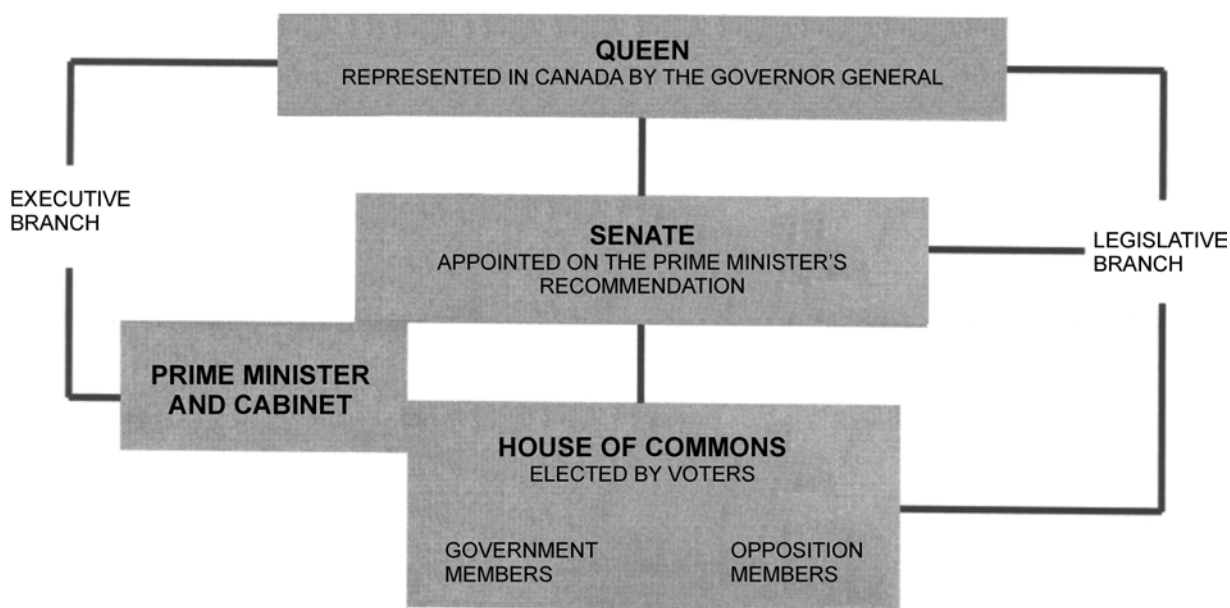 QUEEN
REPRESENTED IN CANADA BY THE GOVERNOR GENERAL
EXECUTIVE
BRANCH
SENATE
APPOINTED ON THE PRIME MINISTER’S
RECOMMENDATION
LEGISLATIVE
BRANCH
PRIME MINISTER
AND CABINET
HOUSE OF COMMONS
ELECTED BY VOTERS
GOVERNMENT
MEMBERS
OPPOSITION
MEMBERS